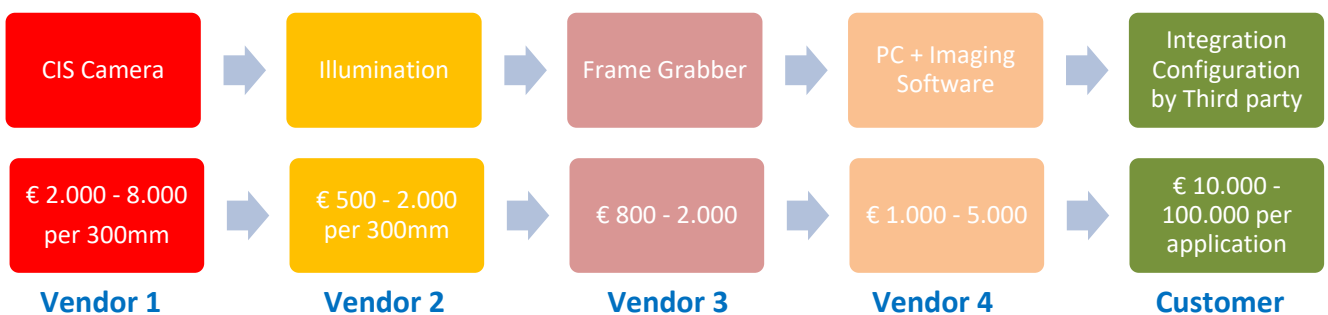 CIS Camera
Illumination
Frame Grabber
PC + Imaging
Software
Integration
Configuration
by Third party
€ 2.000 - 8.000
per 300mm
€ 500 - 2.000
per 300mm
€ 800 - 2.000
€ 1.000 - 5.000
€ 10.000 -
100.000 per
application
Vendor 1
Vendor 2
Vendor 3
Vendor 4
Customer